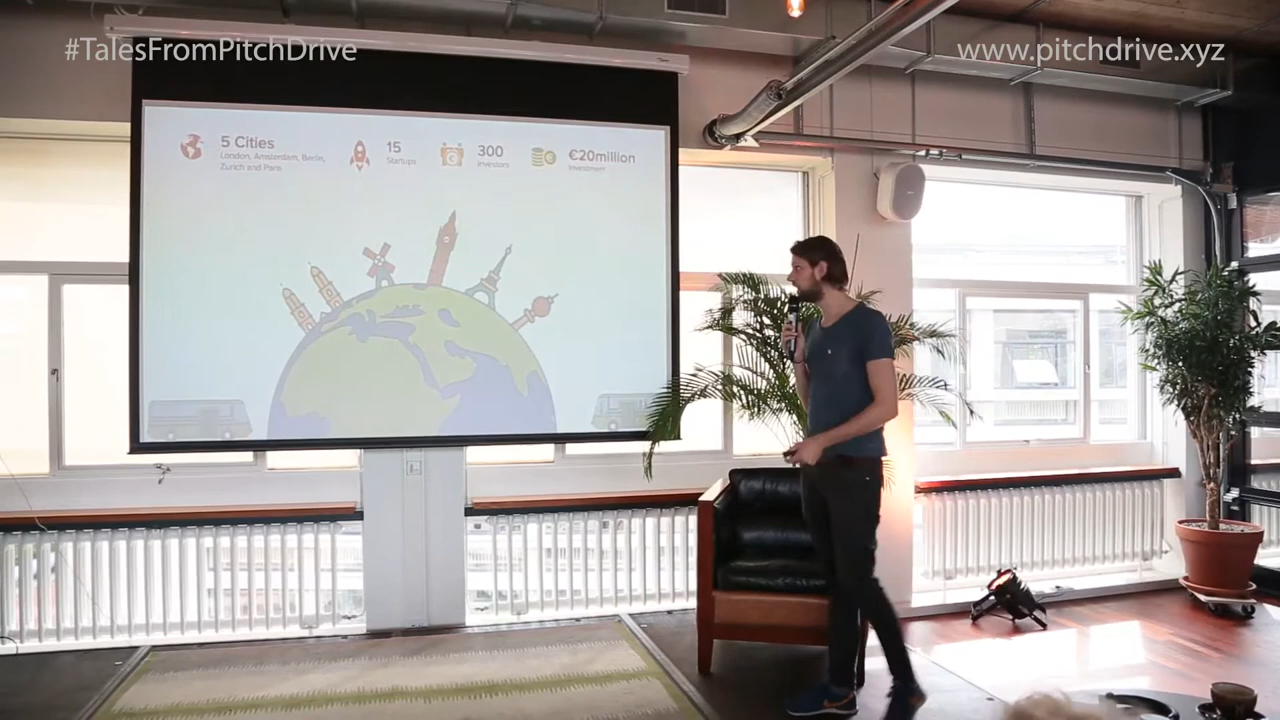 #TalesFromPitchDrive
www.pitchdrive.xyz
5 Cities
London, Amsterdam, Berlin,
Zurich and Paris
15
Startups
300
Investors
€20million
Investment